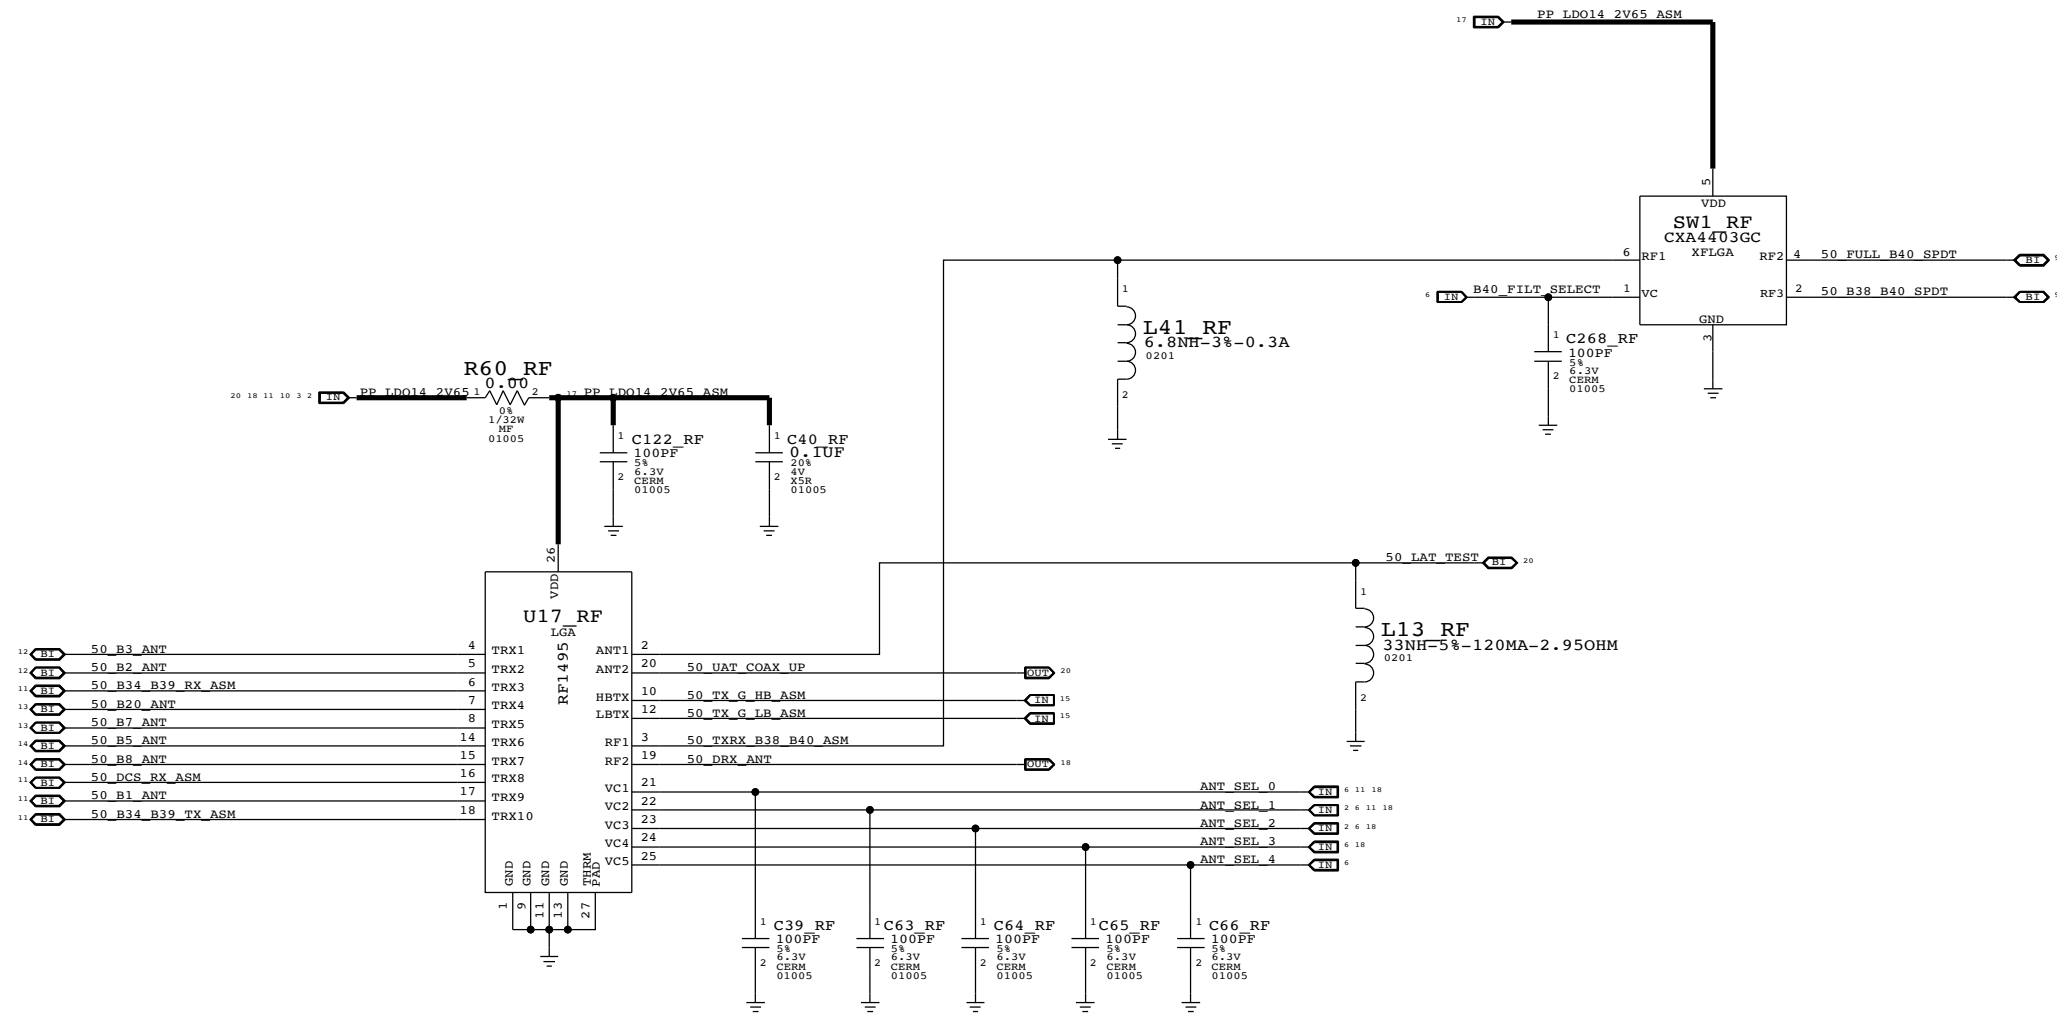 17 IN PP_LDO14_2V65_ASM
5
VDD
SW1_RF
CXA4403GC
XFLGA
6 RF1 RF2 4 50_FULL_B40_SPDT BI
6 IN B40_FILT_SELECT 1 VC RF3 2 50_B38_B40_SPDT BI
GND
3
1
L41_RF
6.8NH-3%-0.3A
0201
2
1 C268_RF
100PF
5%
6.3V
2 CERM
01005
R60_RF
0.00
20 18 11 10 3 2 IN PP_LDO14_2V65 1 2 17 PP_LDO14_2V65_ASM
0%
1/32W
MF
01005
1 C122_RF
100PF
5%
6.3V
2 CERM
01005
1 C40_RF
0.1UF
20%
4V
2 X5R
01005
26
VDD
U17_RF
LGA
RF1495
50_LAT_TEST BI 20
1
L13_RF
33NH-5%-120MA-2.95OHM
0201
2
12 BI 50_B3_ANT 4 TRX1
12 BI 50_B2_ANT 5 TRX2
11 BI 50_B34_B39_RX_ASM 6 TRX3
13 BI 50_B20_ANT 7 TRX4
13 BI 50_B7_ANT 8 TRX5
14 BI 50_B5_ANT 14 TRX6
14 BI 50_B8_ANT 15 TRX7
11 BI 50_DCS_RX_ASM 16 TRX8
11 BI 50_B1_ANT 17 TRX9
11 BI 50_B34_B39_TX_ASM 18 TRX10
ANT1 2
ANT2 20 50_UAT_COAX_UP OUT 20
HBTX 10 50_TX_G_HB_ASM IN 15
LBTX 12 50_TX_G_LB_ASM IN 15
RF1 3 50_TXRX_B38_B40_ASM
RF2 19 50_DRX_ANT OUT 18
VC1 21 ANT_SEL_0 IN 6 11 18
VC2 22 ANT_SEL_1 IN 2 6 11 18
VC3 23 ANT_SEL_2 IN 2 6 18
VC4 24 ANT_SEL_3 IN 6 18
VC5 25 ANT_SEL_4 IN 6
GND GND GND GND THRM PAD
1 9 11 13 27
1 C39_RF
100PF
5%
6.3V
2 CERM
01005
1 C63_RF
100PF
5%
6.3V
2 CERM
01005
1 C64_RF
100PF
5%
6.3V
2 CERM
01005
1 C65_RF
100PF
5%
6.3V
2 CERM
01005
1 C66_RF
100PF
5%
6.3V
2 CERM
01005